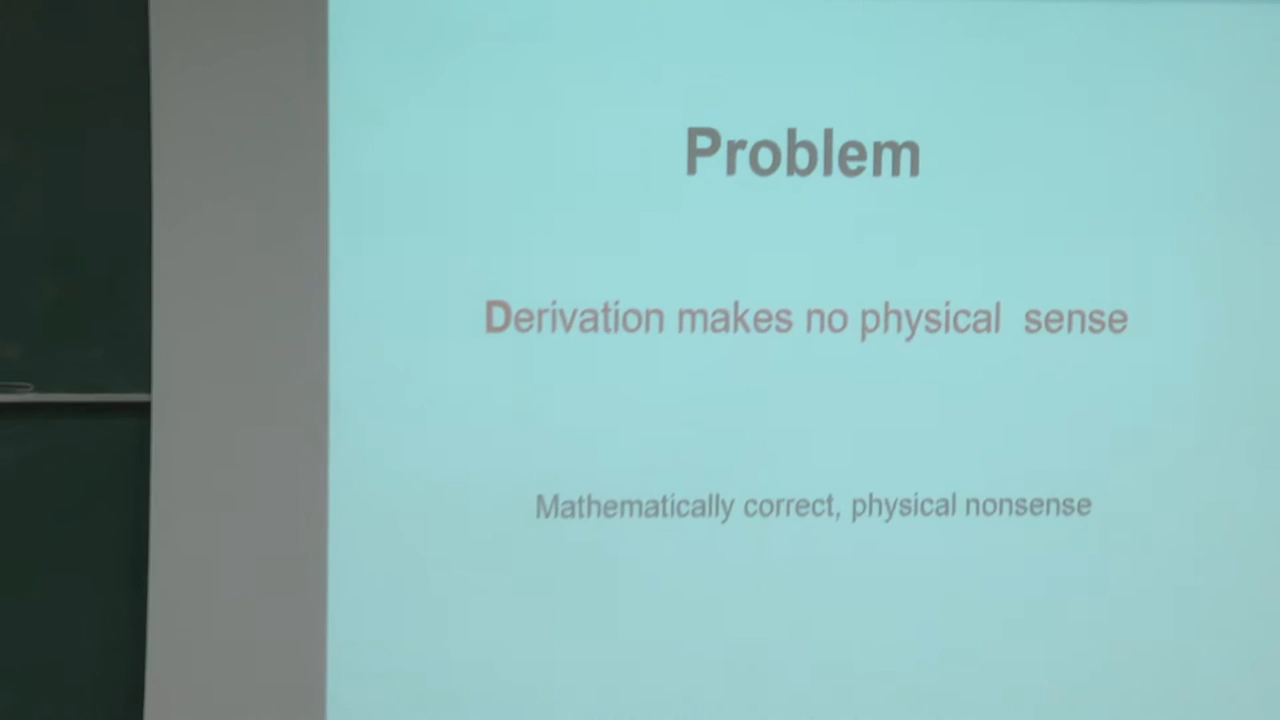 Problem
Derivation makes no physical sense
Mathematically correct, physical nonsense